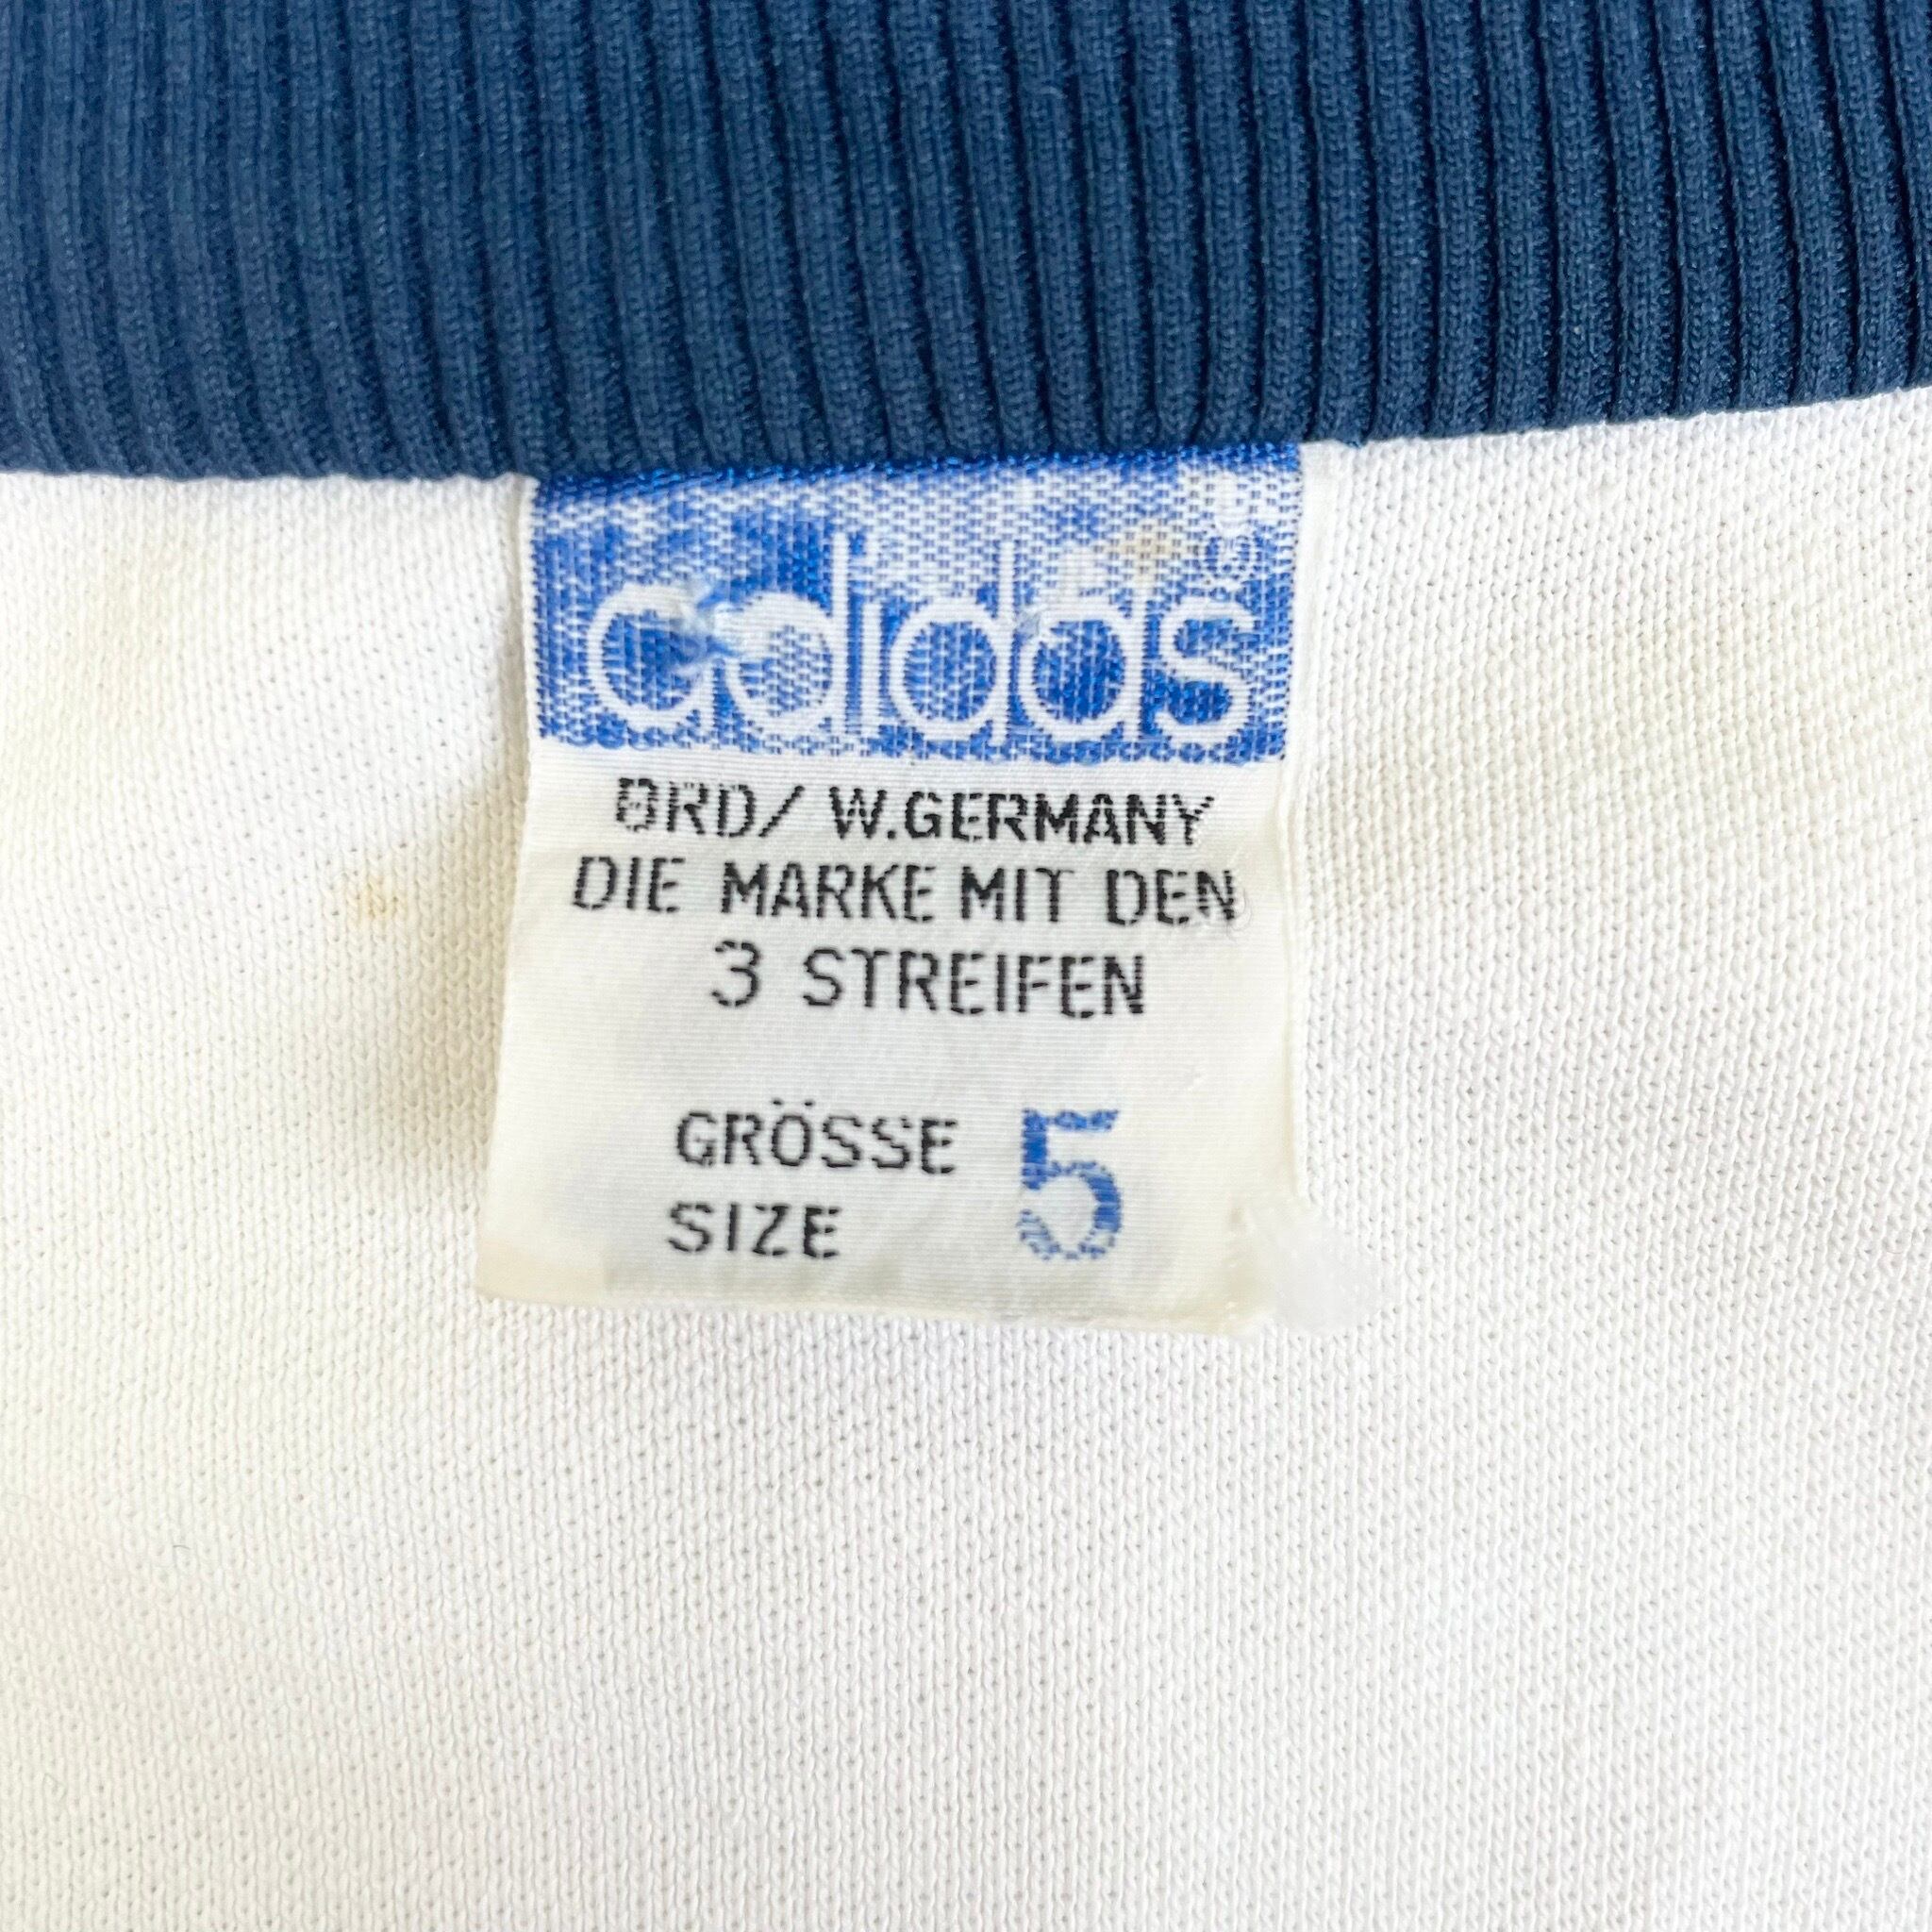 adidas®
BRD/ W.GERMANY
DIE MARKE MIT DEN
3 STREIFEN
GRÖSSE 5
SIZE